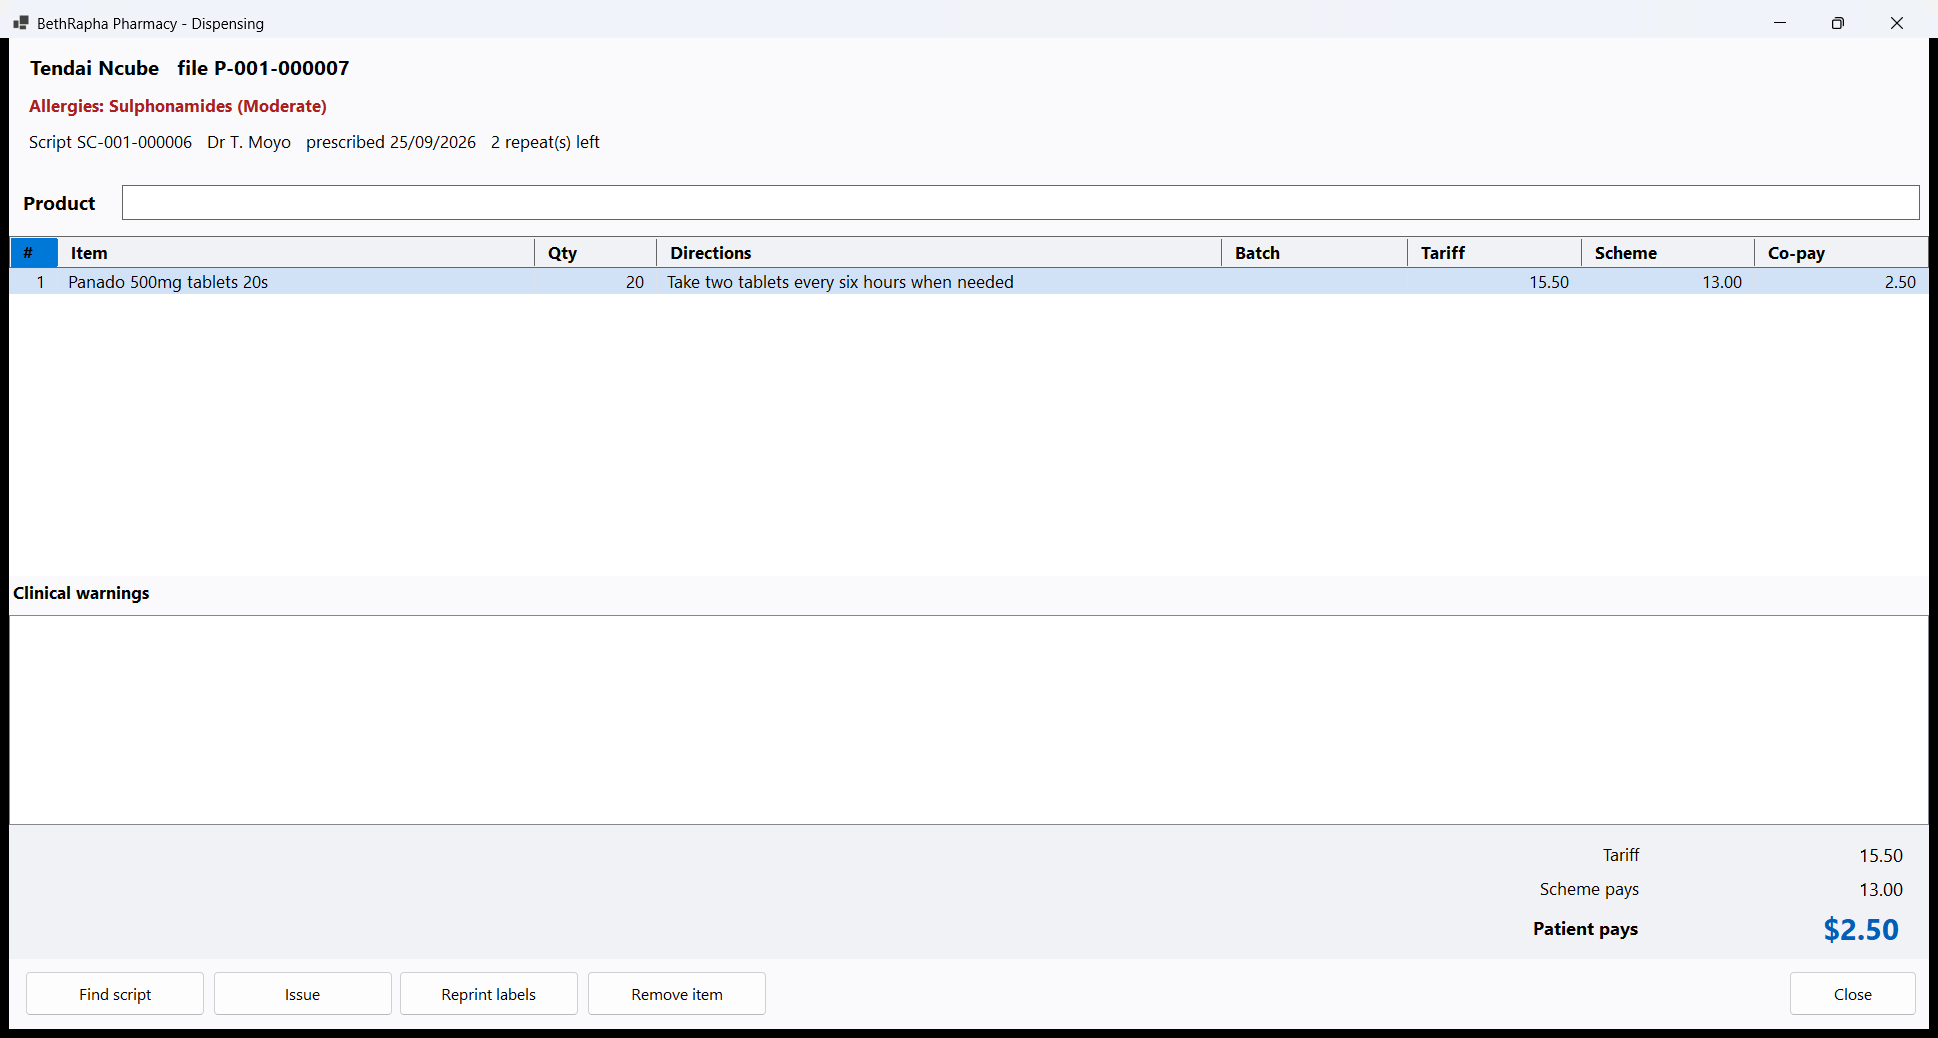 BethRapha Pharmacy - Dispensing
Tendai Ncube file P-001-000007
Allergies: Sulphonamides (Moderate)
Script SC-001-000006 Dr T. Moyo prescribed 25/09/2026 2 repeat(s) left
Product
# Item Qty Directions Batch Tariff Scheme Co-pay
1 Panado 500mg tablets 20s 20 Take two tablets every six hours when needed 15.50 13.00 2.50
Clinical warnings
Tariff 15.50
Scheme pays 13.00
Patient pays $2.50
Find script Issue Reprint labels Remove item Close